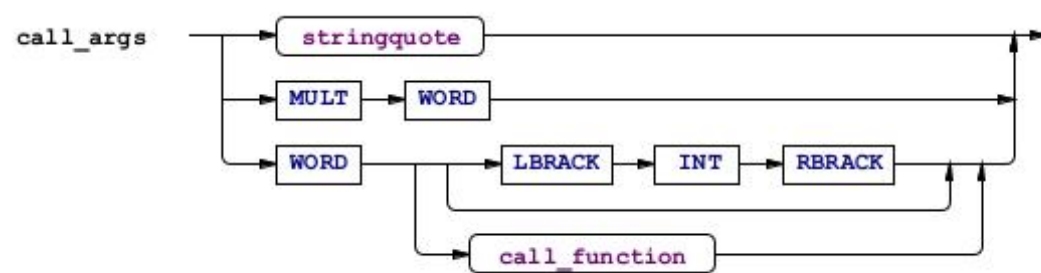 call_args stringquote
MULT WORD
WORD LBRACK INT RBRACK
call_function